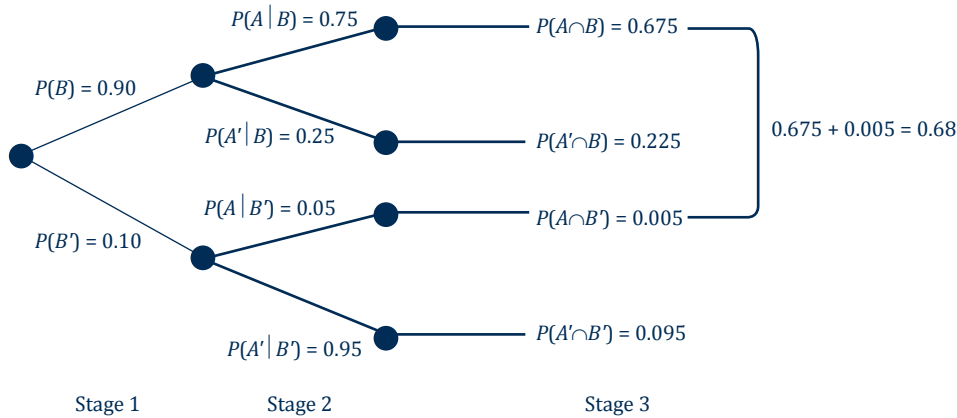 P(A | B) = 0.75
P(A∩B) = 0.675
P(B) = 0.90
P(A' | B) = 0.25
P(A'∩B) = 0.225
0.675 + 0.005 = 0.68
P(A | B') = 0.05
P(A∩B') = 0.005
P(B') = 0.10
P(A' | B') = 0.95
P(A'∩B') = 0.095
Stage 1
Stage 2
Stage 3